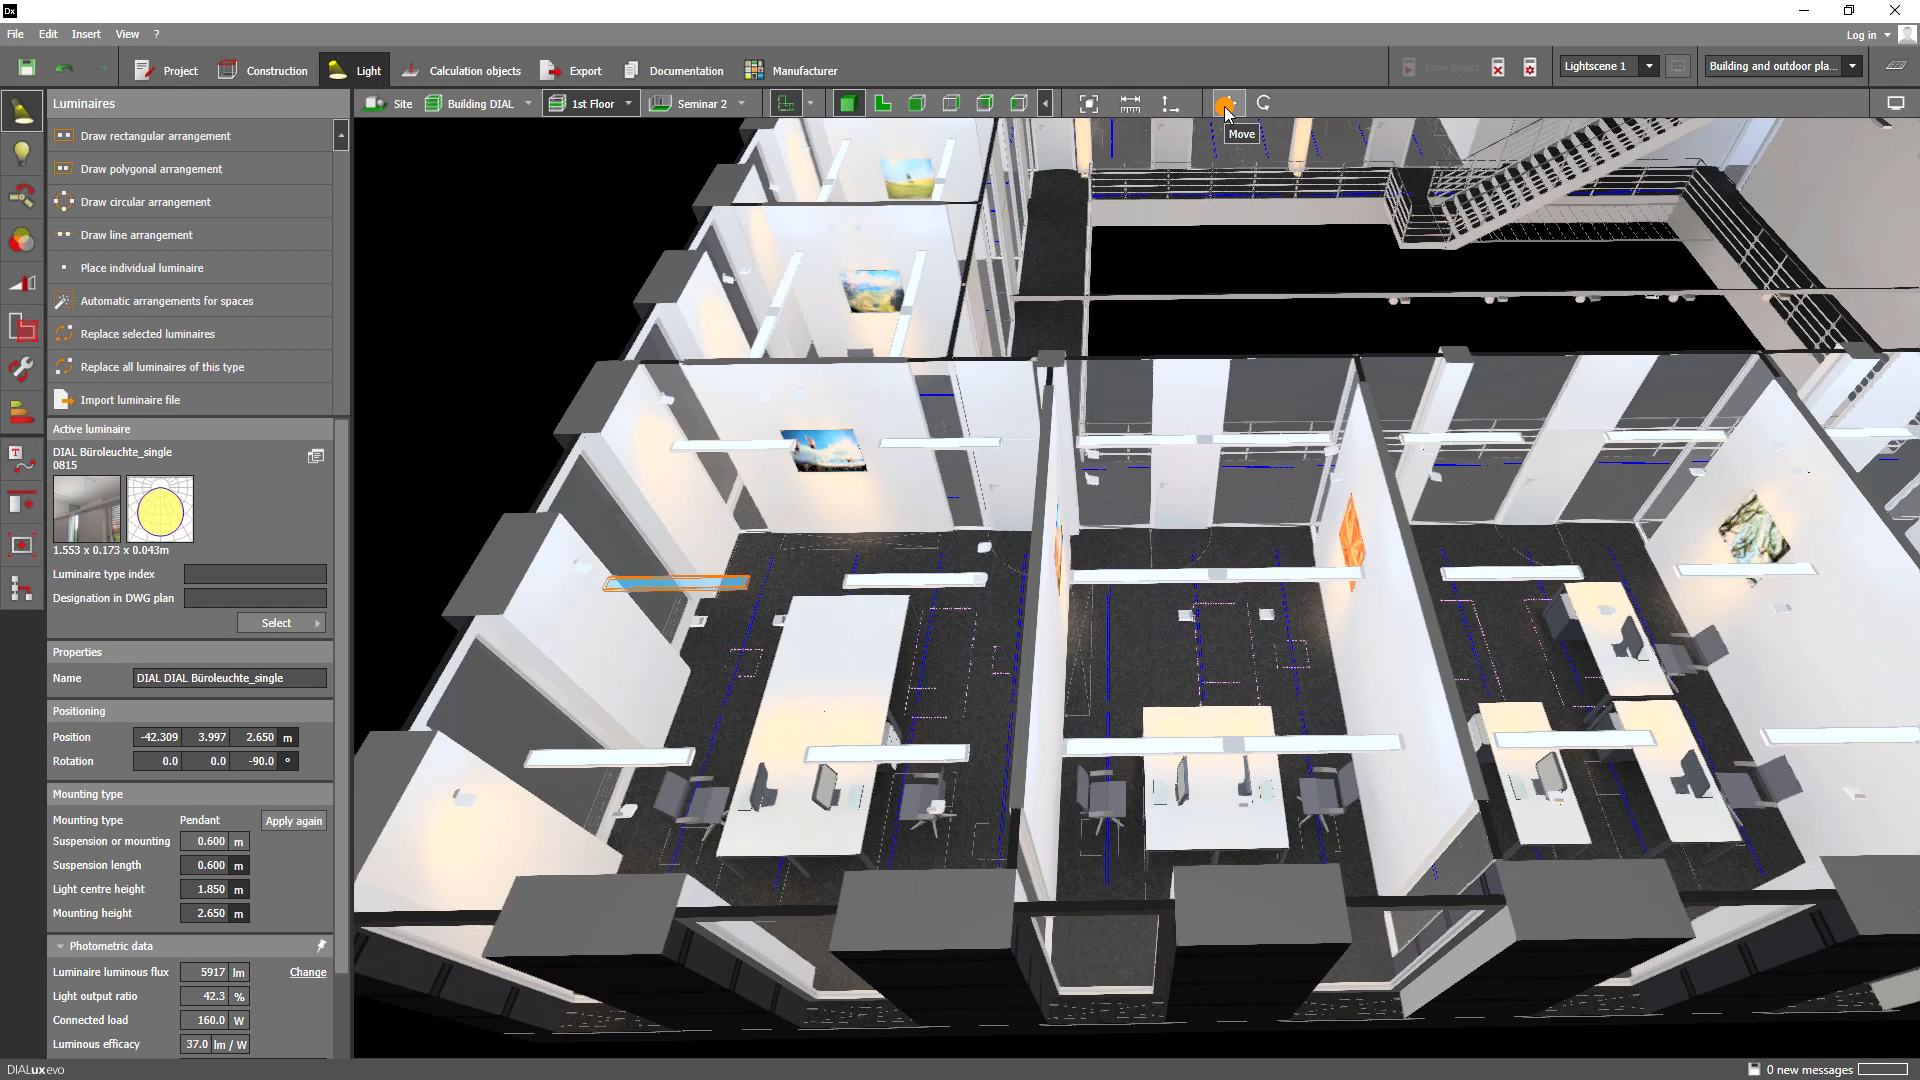 Dx
File Edit Insert View ?
Log in
Project Construction Light Calculation objects Export Documentation Manufacturer
Entire project
Lightscene 1
Building and outdoor pla...
Luminaires
Site Building DIAL 1st Floor Seminar 2
Move
Draw rectangular arrangement
Draw polygonal arrangement
Draw circular arrangement
Draw line arrangement
Place individual luminaire
Automatic arrangements for spaces
Replace selected luminaires
Replace all luminaires of this type
Import luminaire file
Active luminaire
DIAL Büroleuchte_single
0815
1.553 x 0.173 x 0.043m
Luminaire type index
Designation in DWG plan
Select
Properties
Name DIAL DIAL Büroleuchte_single
Positioning
Position -42.309 3.997 2.650 m
Rotation 0.0 0.0 -90.0 °
Mounting type
Mounting type Pendant Apply again
Suspension or mounting 0.600 m
Suspension length 0.600 m
Light centre height 1.850 m
Mounting height 2.650 m
Photometric data
Luminaire luminous flux 5917 lm Change
Light output ratio 42.3 %
Connected load 160.0 W
Luminous efficacy 37.0 lm / W
DIALux evo
0 new messages